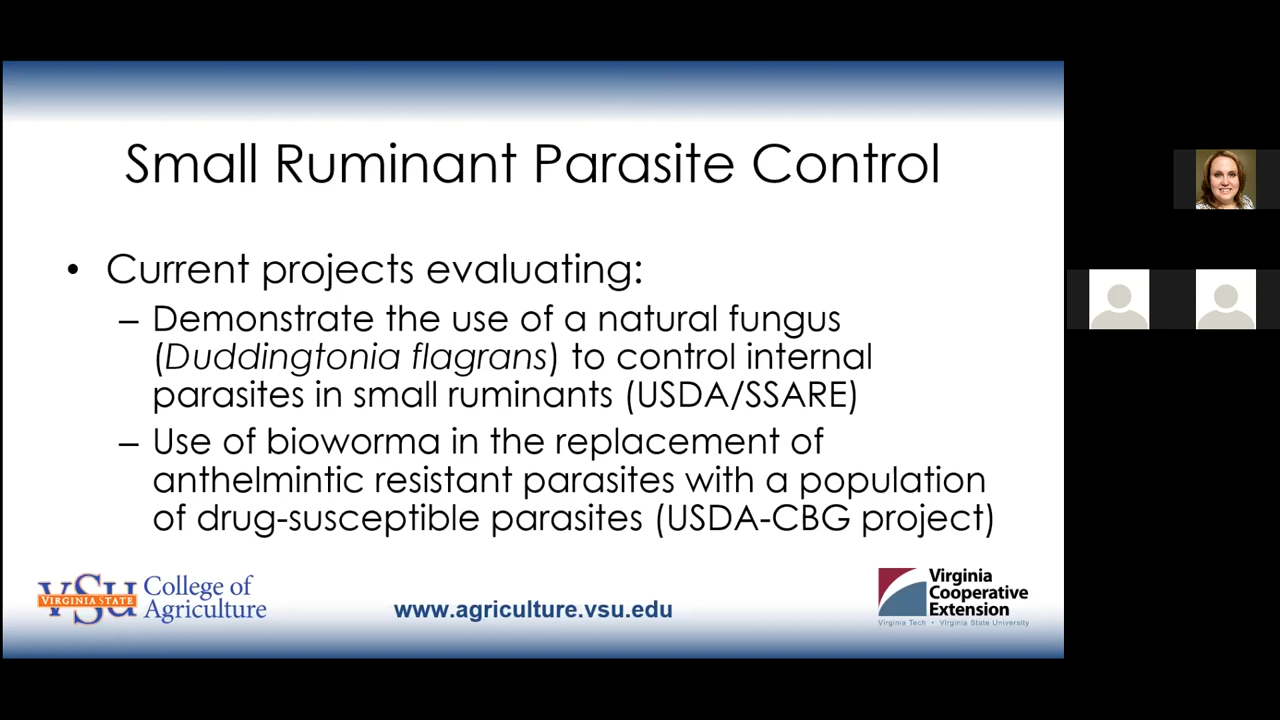 Small Ruminant Parasite Control
• Current projects evaluating:
– Demonstrate the use of a natural fungus
(Duddingtonia flagrans) to control internal
parasites in small ruminants (USDA/SSARE)
– Use of bioworma in the replacement of
anthelmintic resistant parasites with a population
of drug-susceptible parasites (USDA-CBG project)
VSU
VIRGINIA STATE
College of
Agriculture
www.agriculture.vsu.edu
Virginia
Cooperative
Extension
Virginia Tech • Virginia State University